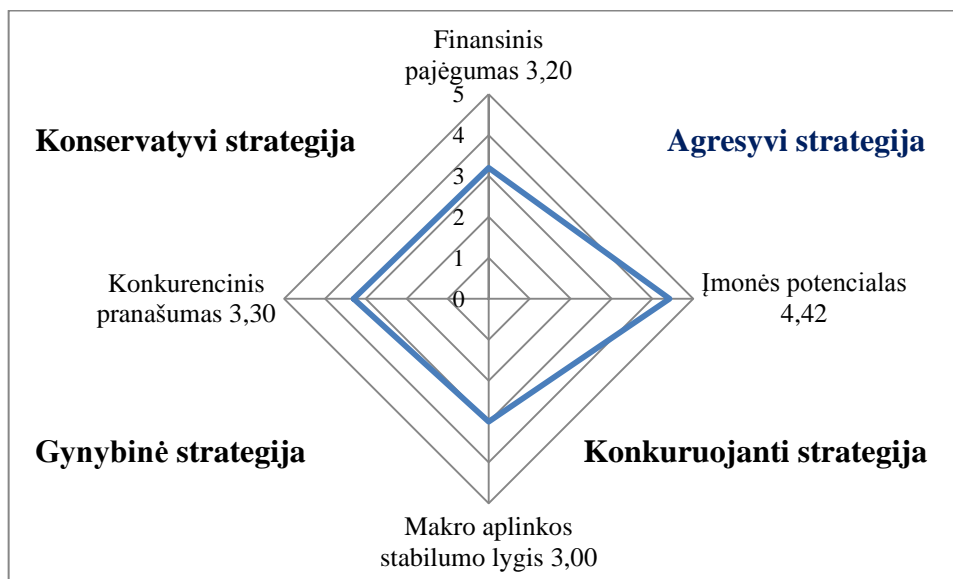 Finansinis
pajėgumas 3,20
5
Konservatyvi strategija
Agresyvi strategija
4
3
2
1
Konkurencinis
pranašumas 3,30
0
Įmonės potencialas
4,42
Gynybinė strategija
Konkuruojanti strategija
Makro aplinkos
stabilumo lygis 3,00